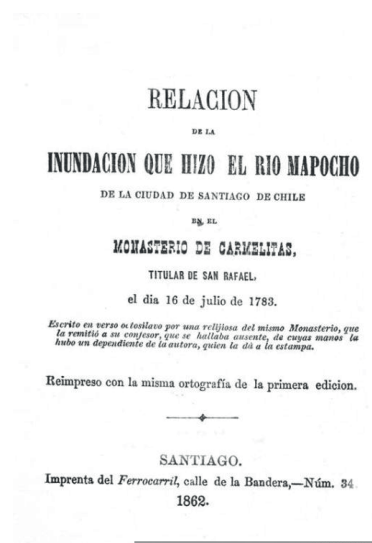 RELACION
DE LA
INUNDACION QUE HIZO EL RIO MAPOCHO
DE LA CIUDAD DE SANTIAGO DE CHILE
EN EL
MONASTERIO DE CARMELITAS,
TITULAR DE SAN RAFAEL,
el dia 16 de julio de 1783.
Escrito en verso octosilavo por una relijiosa del mismo Monasterio, que
la remitió a su confesor, que se hallaba ausente, de cuyas manos la
hubo un dependiente de la autora, quien la dá a la estampa.
Reimpreso con la misma ortografía de la primera edicion.
SANTIAGO.
Imprenta del Ferrocarril, calle de la Bandera,—Núm. 34
1862.